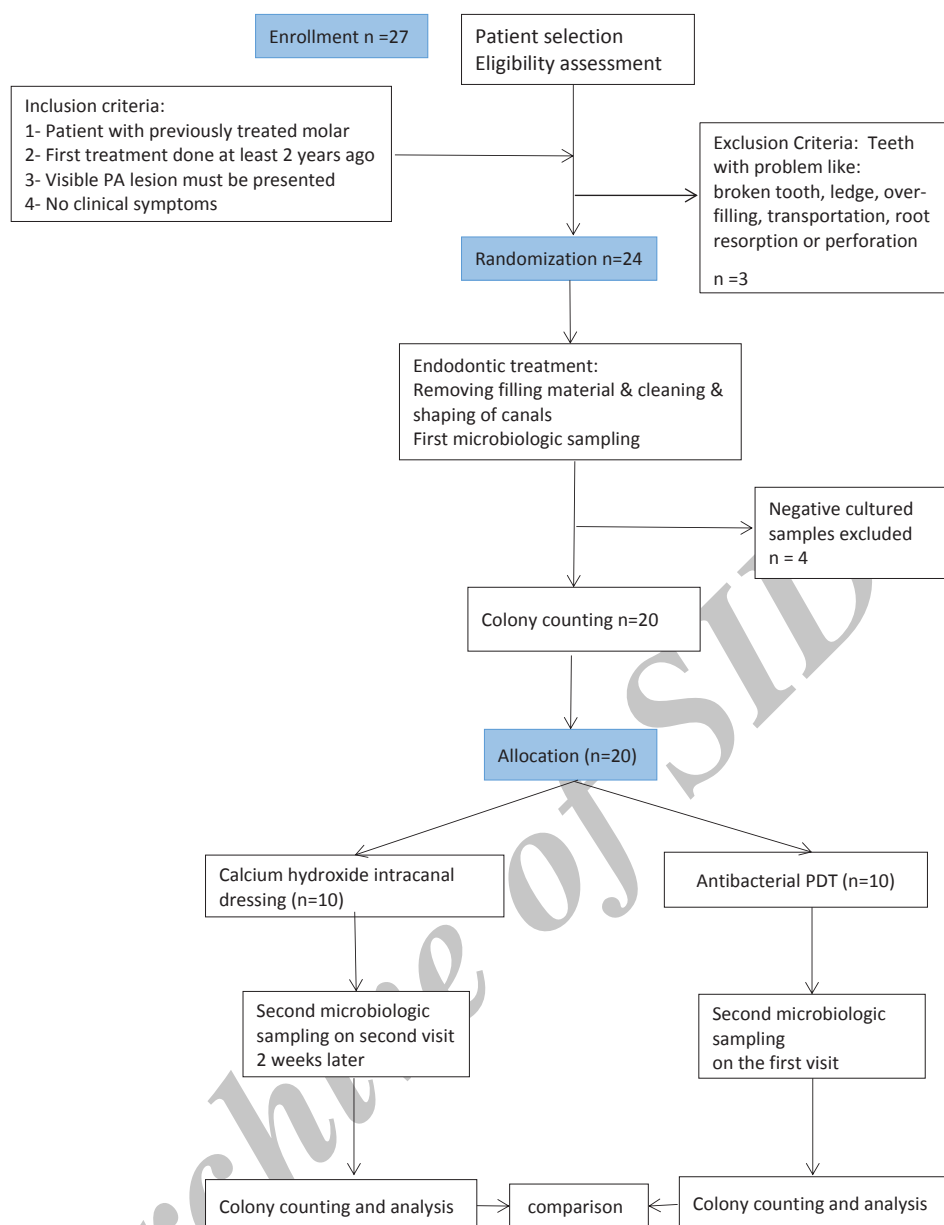 Enrollment n =27
Patient selection
Eligibility assessment
Inclusion criteria:
1- Patient with previously treated molar
2- First treatment done at least 2 years ago
3- Visible PA lesion must be presented
4- No clinical symptoms
Exclusion Criteria: Teeth
with problem like:
broken tooth, ledge, over-
filling, transportation, root
resorption or perforation
n =3
Randomization n=24
Endodontic treatment:
Removing filling material & cleaning &
shaping of canals
First microbiologic sampling
Negative cultured
samples excluded
n = 4
Colony counting n=20
Allocation (n=20)
Calcium hydroxide intracanal
dressing (n=10)
Antibacterial PDT (n=10)
Second microbiologic
sampling on second visit
2 weeks later
Second microbiologic
sampling
on the first visit
Colony counting and analysis
comparison
Colony counting and analysis
rchive of SID